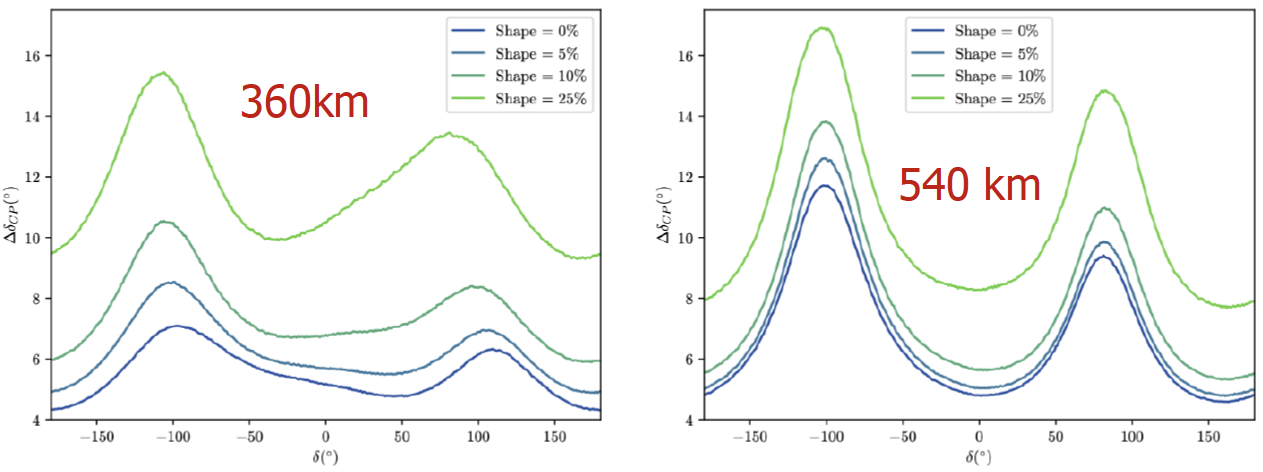 16
14
12
10
8
6
4
ΔδCP(°)
−150
−100
−50
0
50
100
150
δ(°)
Shape = 0%
Shape = 5%
Shape = 10%
Shape = 25%
360km
16
14
12
10
8
6
4
ΔδCP(°)
−150
−100
−50
0
50
100
150
δ(°)
Shape = 0%
Shape = 5%
Shape = 10%
Shape = 25%
540 km